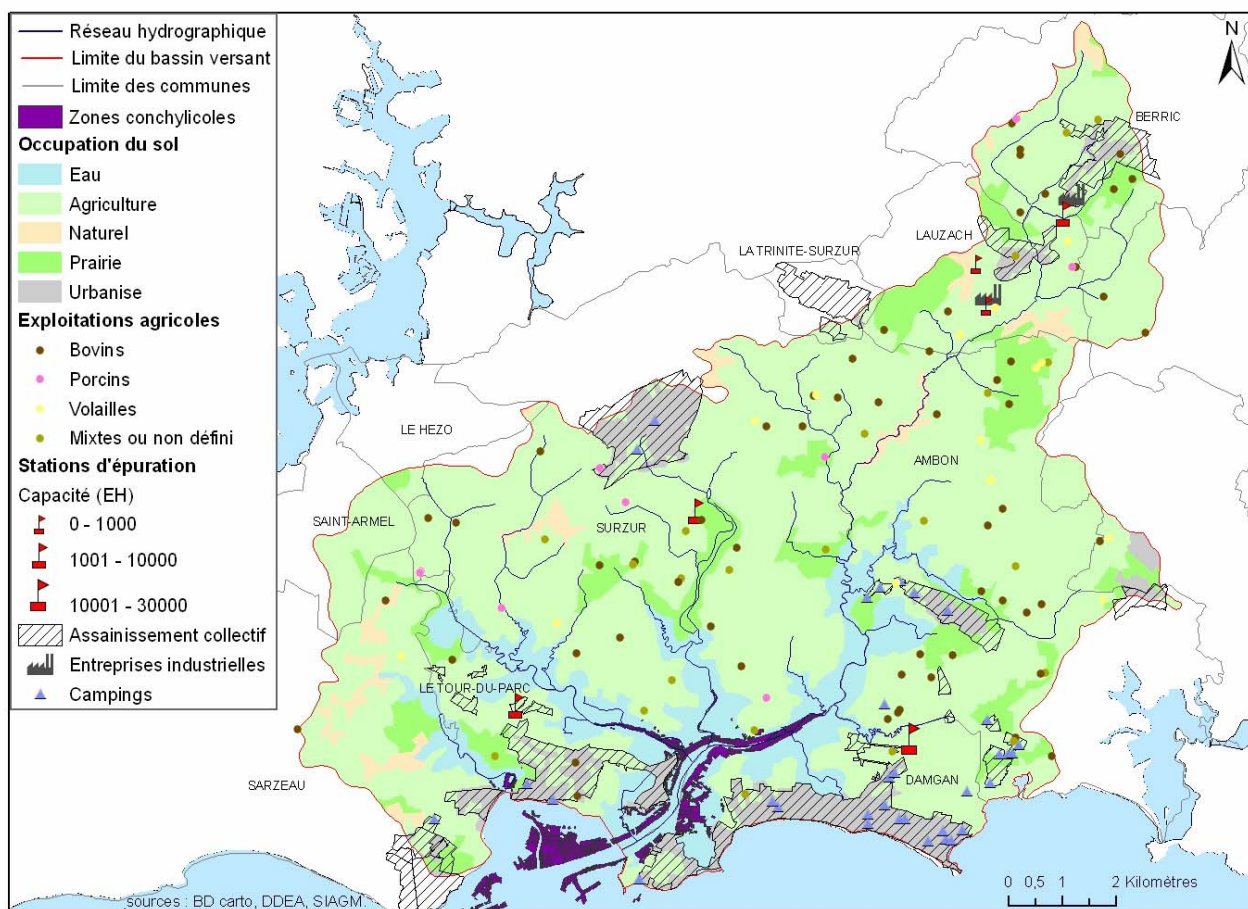 Réseau hydrographique
Limite du bassin versant
Limite des communes
Zones conchylicoles
Occupation du sol
Eau
Agriculture
Naturel
Prairie
Urbanise
Exploitations agricoles
Bovins
Porcins
Volailles
Mixtes ou non défini
Stations d'épuration
Capacité (EH)
0 - 1000
1001 - 10000
10001 - 30000
Assainissement collectif
Entreprises industrielles
Campings
N
BERRIC
LAUZACH
LA TRINITE-SURZUR
LE HEZO
AMBON
SAINT-ARMEL
SURZUR
LE TOUR-DU-PARC
SARZEAU
DAMGAN
0 0,5 1 2 Kilomètres
sources : BD carto, DDEA, SIAGM.